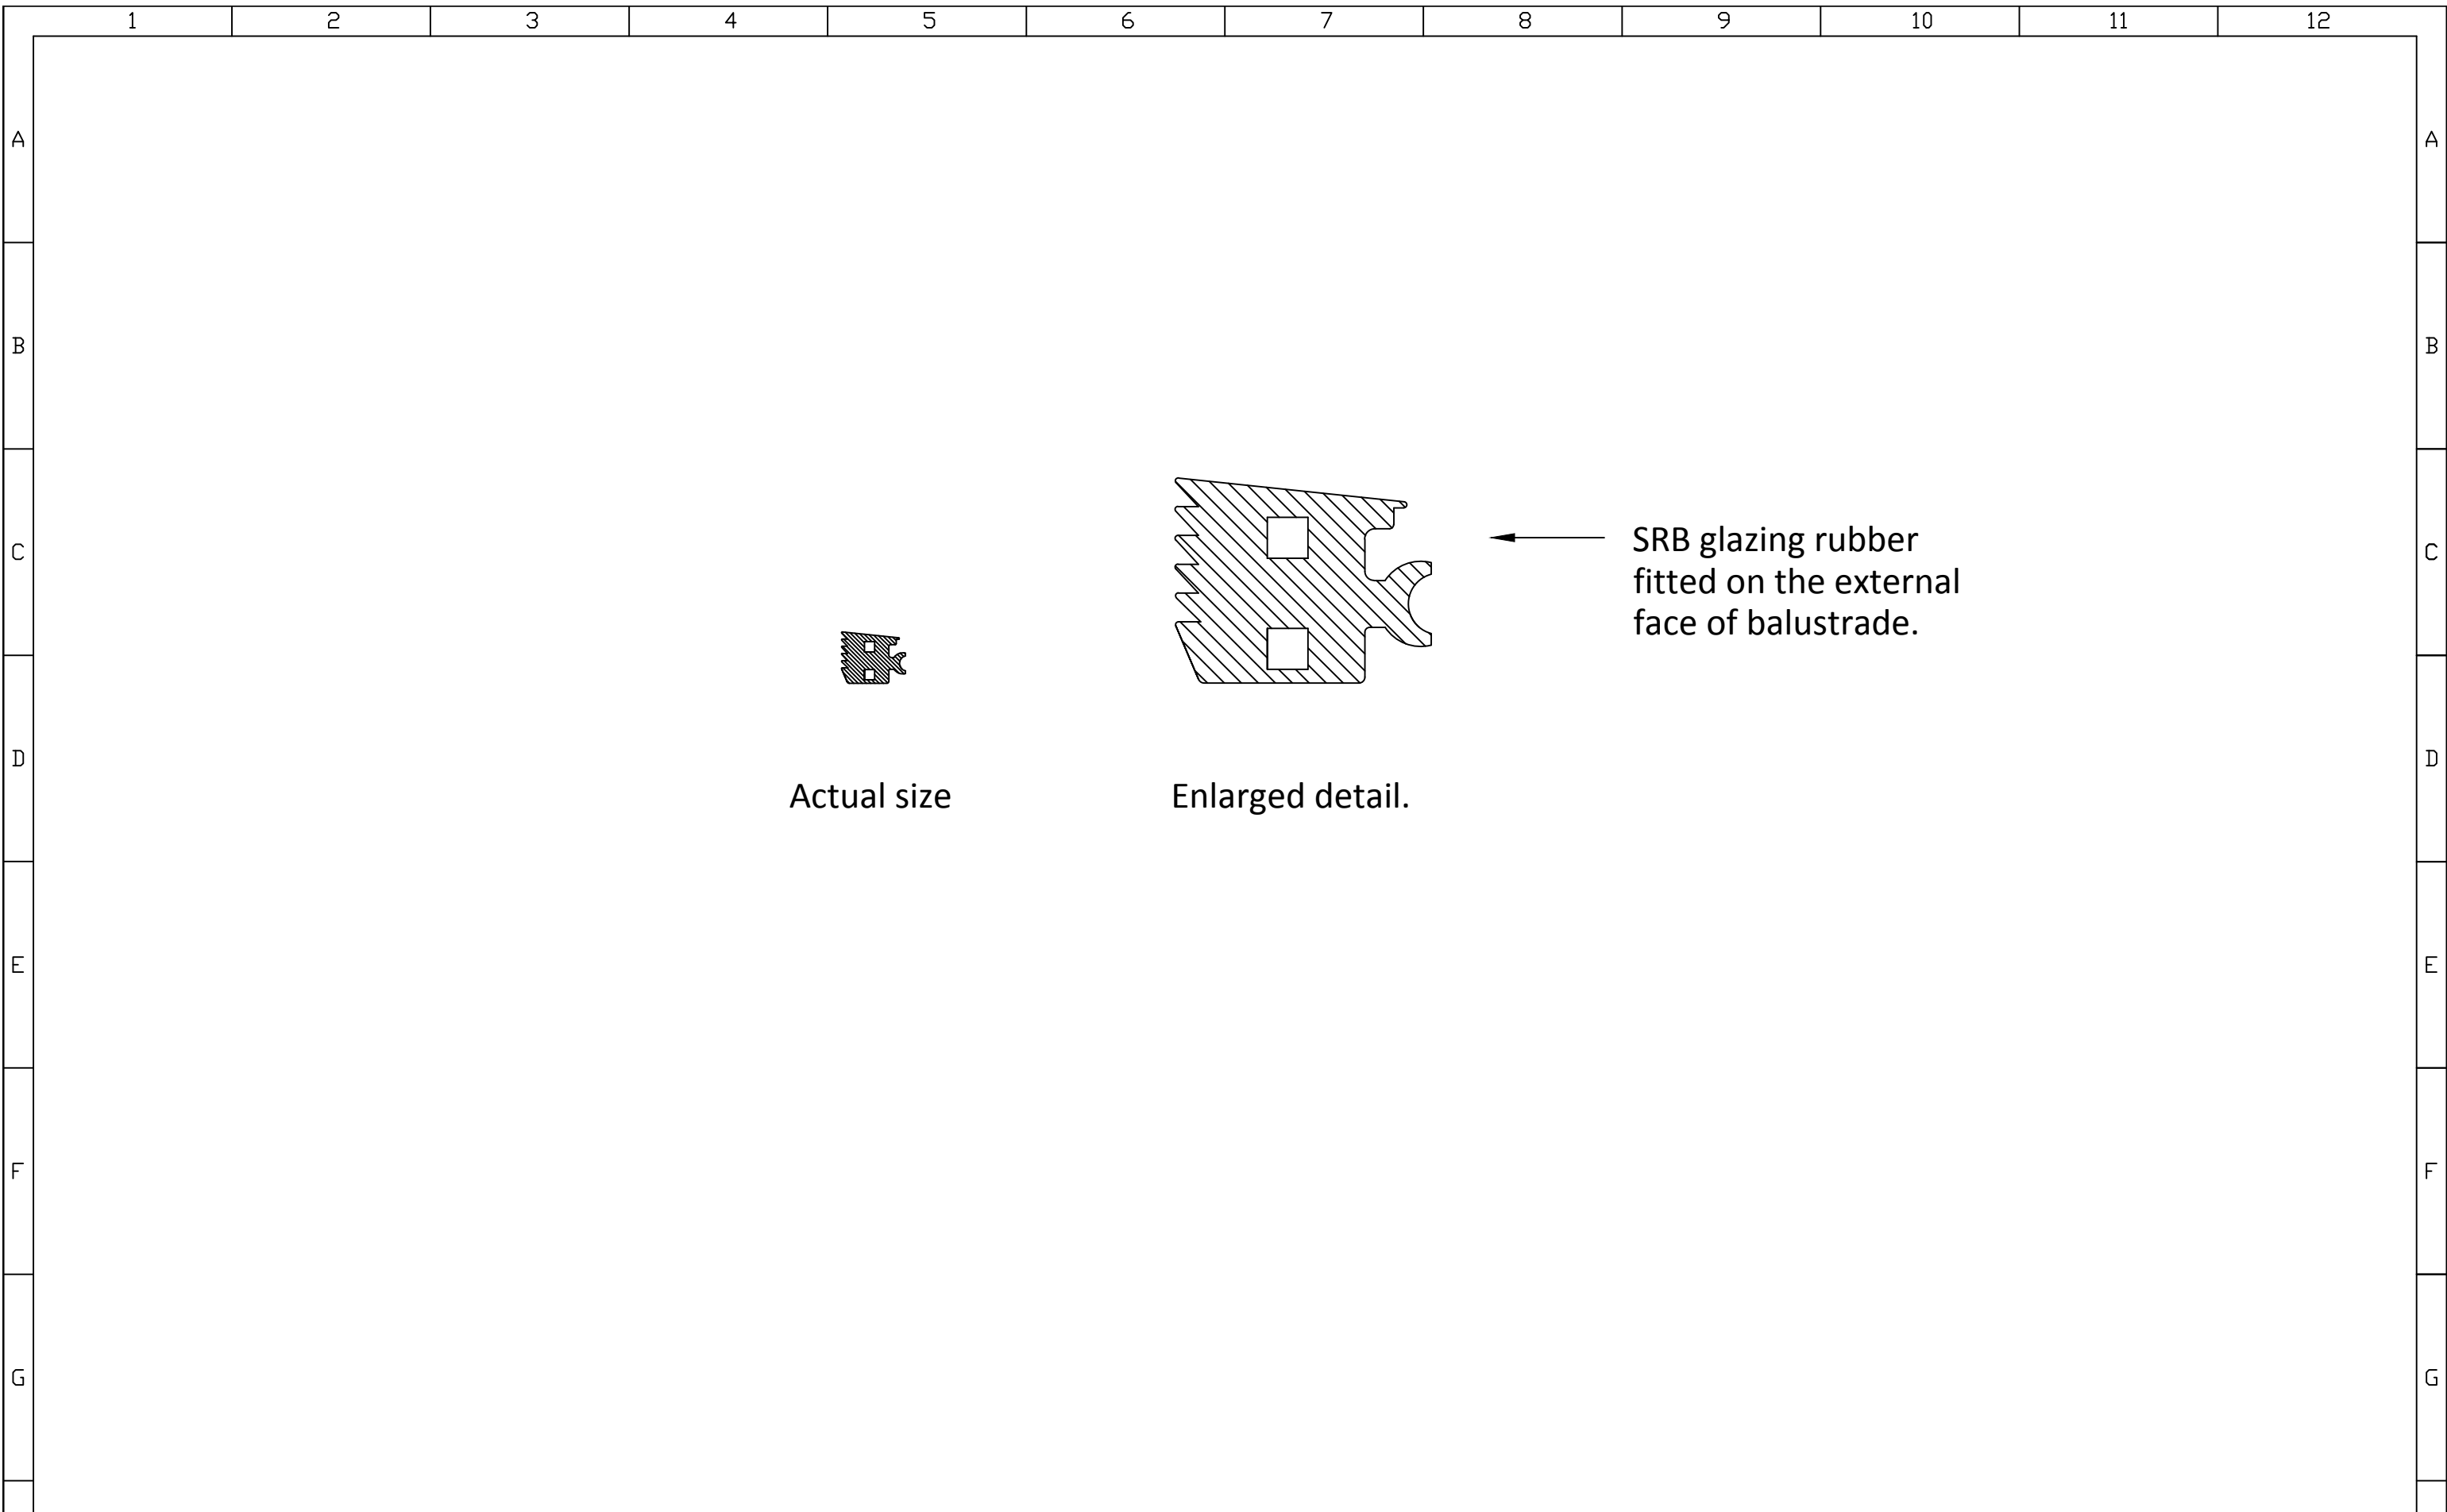 1 2 3 4 5 6 7 8 9 10 11 12
A A
B B
C C
SRB glazing rubber
fitted on the external
face of balustrade.
D D
Actual size
Enlarged detail.
E E
F F
G G